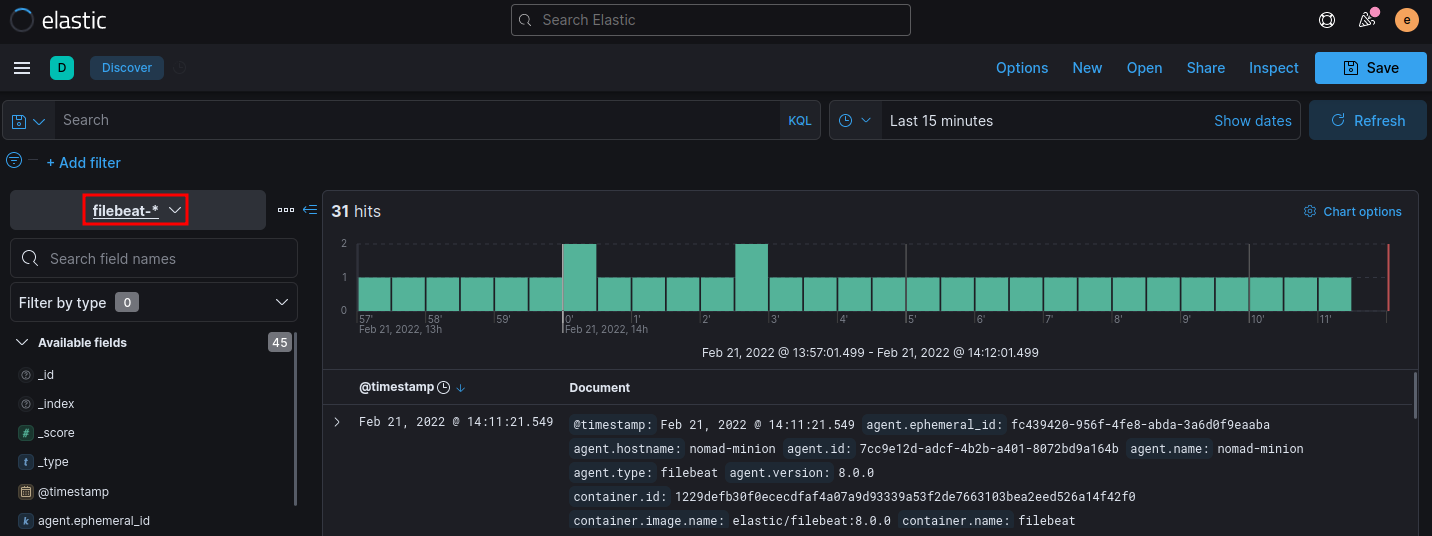 elastic
Search Elastic
e
D
Discover
Options New Open Share Inspect Save
Search
KQL
Last 15 minutes
Show dates
Refresh
+ Add filter
filebeat-*
Search field names
Filter by type 0
Available fields 45
_id
_index
# _score
t _type
@timestamp
k agent.ephemeral_id
31 hits
Chart options
2
1
0
57' 58' 59' 0' 1' 2' 3' 4' 5' 6' 7' 8' 9' 10' 11'
Feb 21, 2022, 13h Feb 21, 2022, 14h
Feb 21, 2022 @ 13:57:01.499 - Feb 21, 2022 @ 14:12:01.499
@timestamp Document
Feb 21, 2022 @ 14:11:21.549
@timestamp: Feb 21, 2022 @ 14:11:21.549 agent.ephemeral_id: fc439420-956f-4fe8-abda-3a6d0f9eaaba
agent.hostname: nomad-minion agent.id: 7cc9e12d-adcf-4b2b-a401-8072bd9a164b agent.name: nomad-minion
agent.type: filebeat agent.version: 8.0.0
container.id: 1229defb30f0ececdfaf4a07a9d93339a53f2de7663103bea2eed526a14f42f0
container.image.name: elastic/filebeat:8.0.0 container.name: filebeat